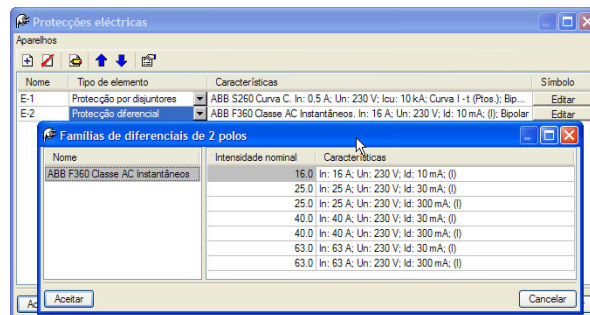 Protecções eléctricas
Aparelhos
Nome Tipo de elemento Características Símbolo
E-1 Protecção por disjuntores ABB S260 Curva C. In: 0.5 A; Un: 230 V; Icu: 10 kA; Curva I - t (Ptos.); Bip... Editar
E-2 Protecção diferencial ABB F360 Classe AC Instantâneos. In: 16 A; Un: 230 V; Id: 10 mA; (I); Bipolar Editar
Famílias de diferenciais de 2 polos
Nome Intensidade nominal Características
ABB F360 Classe AC Instantâneos 16.0 In: 16 A; Un: 230 V; Id: 10 mA; (I)
25.0 In: 25 A; Un: 230 V; Id: 30 mA; (I)
25.0 In: 25 A; Un: 230 V; Id: 300 mA; (I)
40.0 In: 40 A; Un: 230 V; Id: 30 mA; (I)
40.0 In: 40 A; Un: 230 V; Id: 300 mA; (I)
63.0 In: 63 A; Un: 230 V; Id: 30 mA; (I)
63.0 In: 63 A; Un: 230 V; Id: 300 mA; (I)
Aceitar Cancelar